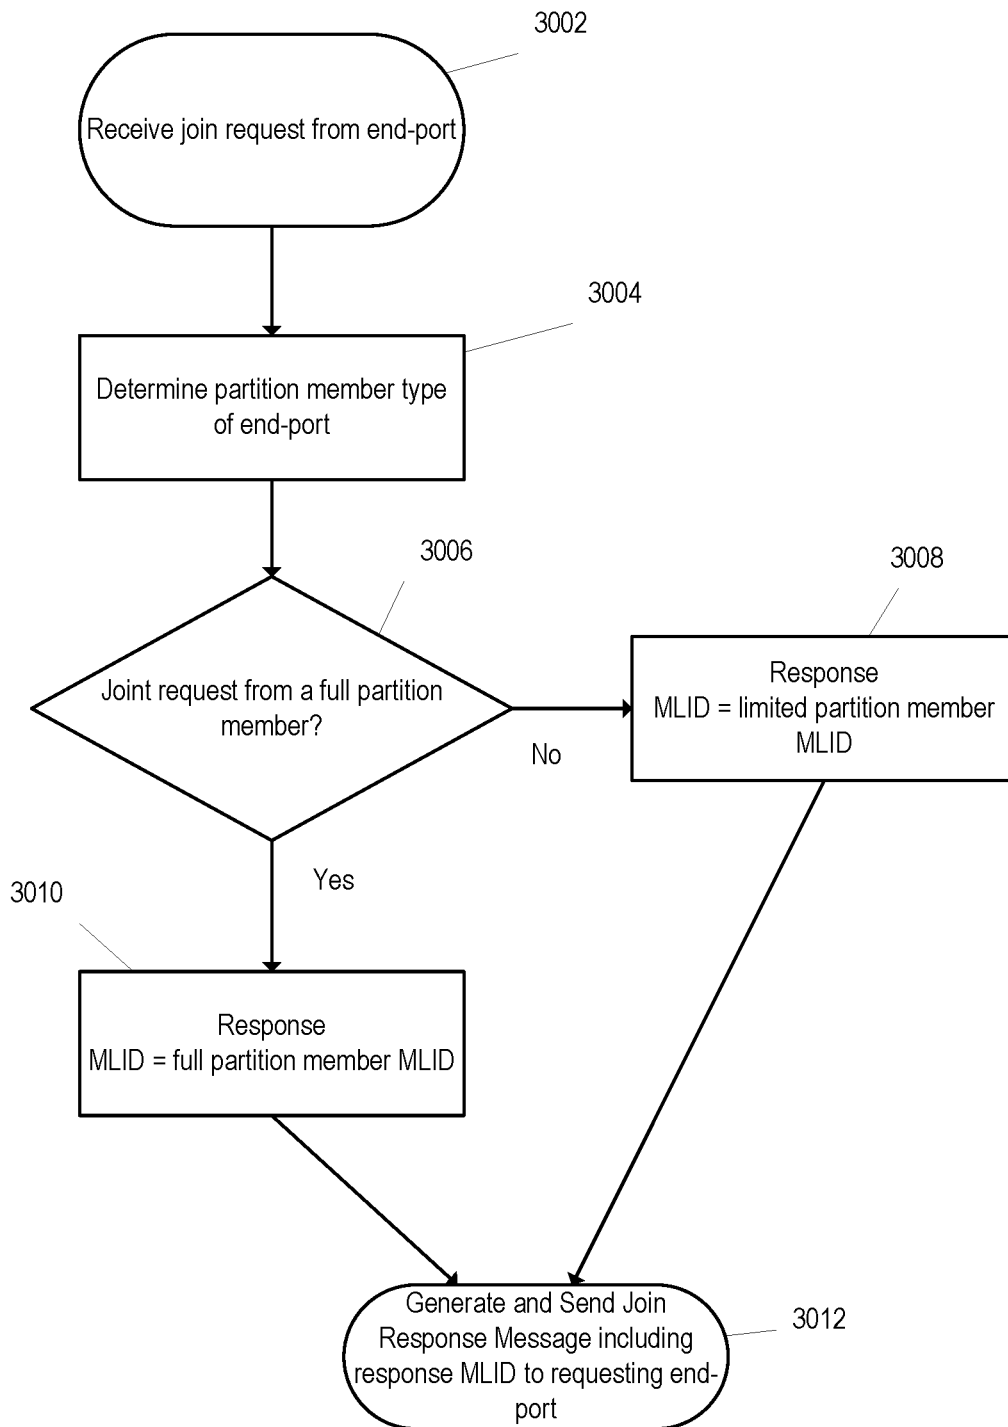 3002
Receive join request from end-port
3004
Determine partition member type
of end-port
3006
Joint request from a full partition
member?
No
3008
Response
MLID = limited partition member
MLID
Yes
3010
Response
MLID = full partition member MLID
Generate and Send Join
Response Message including
response MLID to requesting end-
port
3012